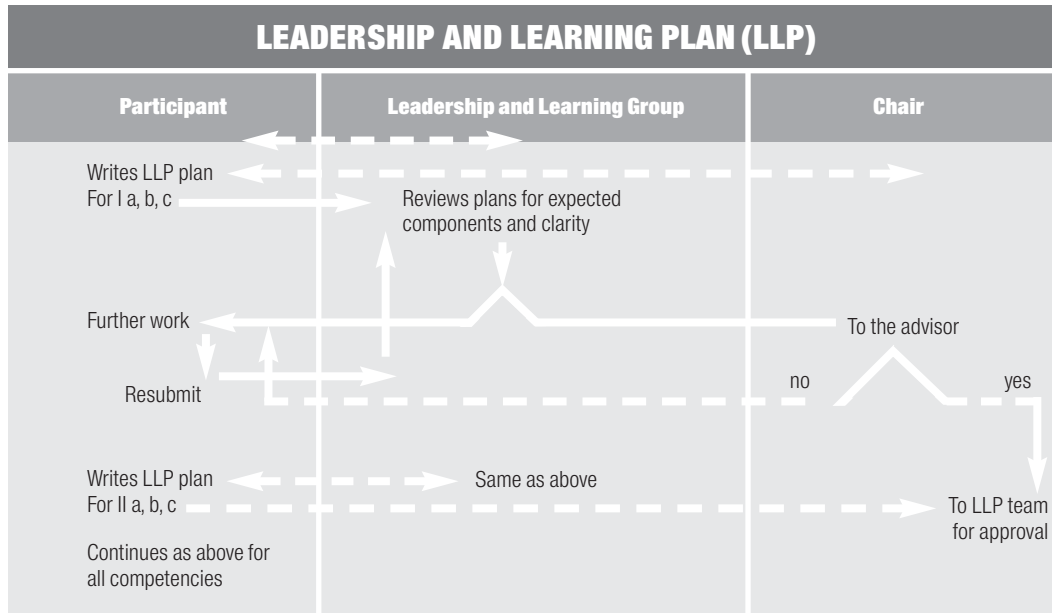 LEADERSHIP AND LEARNING PLAN (LLP)
Participant
Leadership and Learning Group
Chair
Writes LLP plan
For I a, b, c
Reviews plans for expected
components and clarity
Further work
To the advisor
Resubmit
no
yes
Writes LLP plan
For II a, b, c
Same as above
To LLP team
for approval
Continues as above for
all competencies